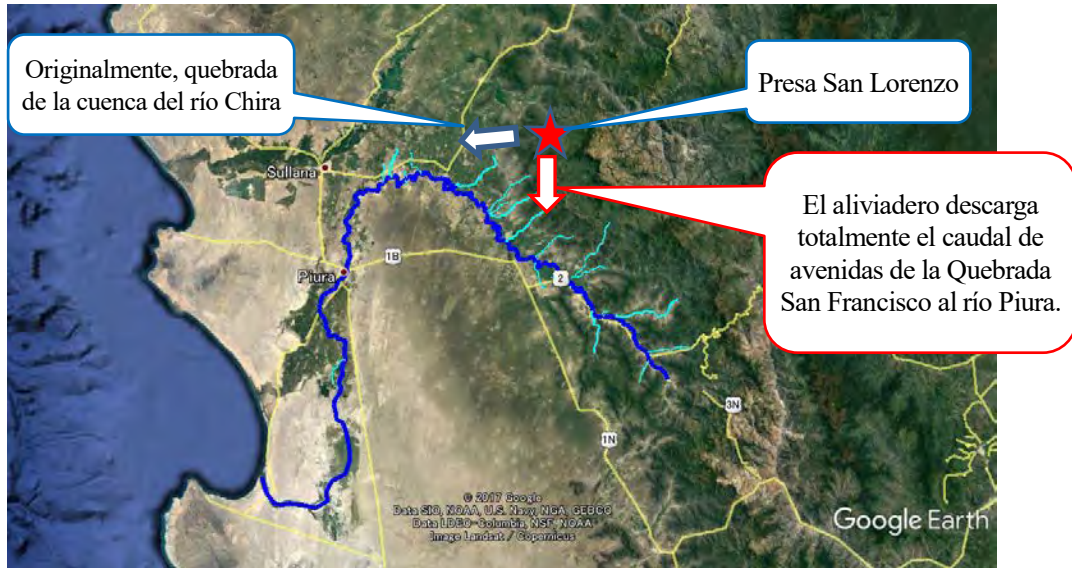 Originalmente, quebrada
de la cuenca del río Chira
Presa San Lorenzo
El aliviadero descarga
totalmente el caudal de
avenidas de la Quebrada
San Francisco al río Piura.
Sullana
Piura
1B
2
3N
1N
© 2017 Google
Data SIO, NOAA, U.S. Navy, NGA, GEBCO
Data LDEO-Columbia, NSF, NOAA
Image Landsat / Copernicus
Google Earth